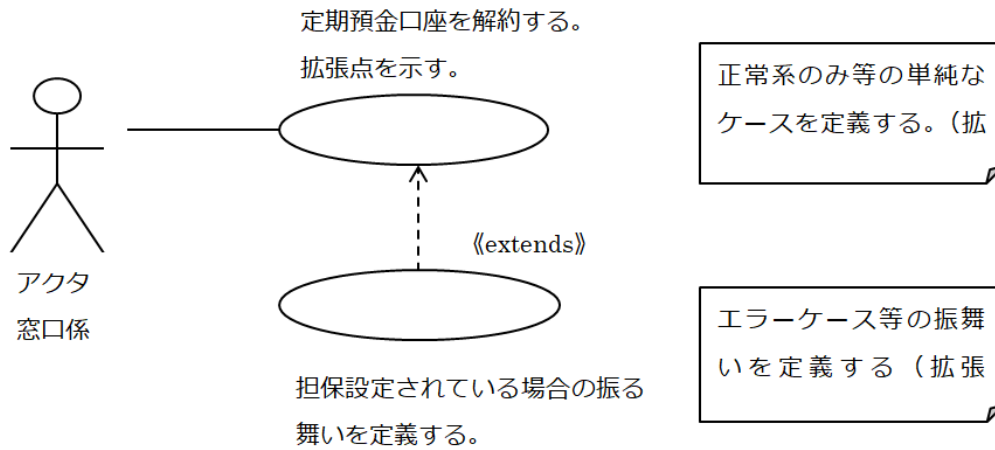 定期預金口座を解約する。
拡張点を示す。
正常系のみ等の単純な
ケースを定義する。（拡
《extends》
アクタ
窓口係
エラーケース等の振舞
いを定義する（拡張
担保設定されている場合の振る
舞いを定義する。